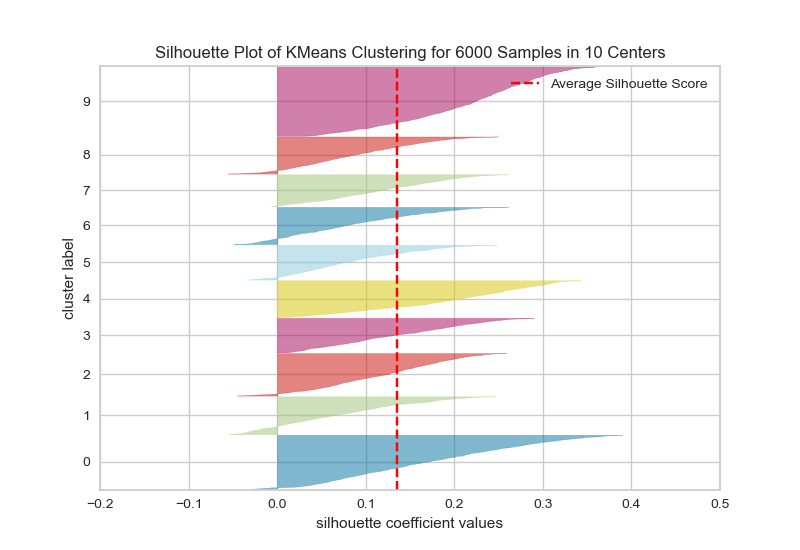 Silhouette Plot of KMeans Clustering for 6000 Samples in 10 Centers
Average Silhouette Score
cluster label
9
8
7
6
5
4
3
2
1
0
−0.2 −0.1 0.0 0.1 0.2 0.3 0.4 0.5
silhouette coefficient values